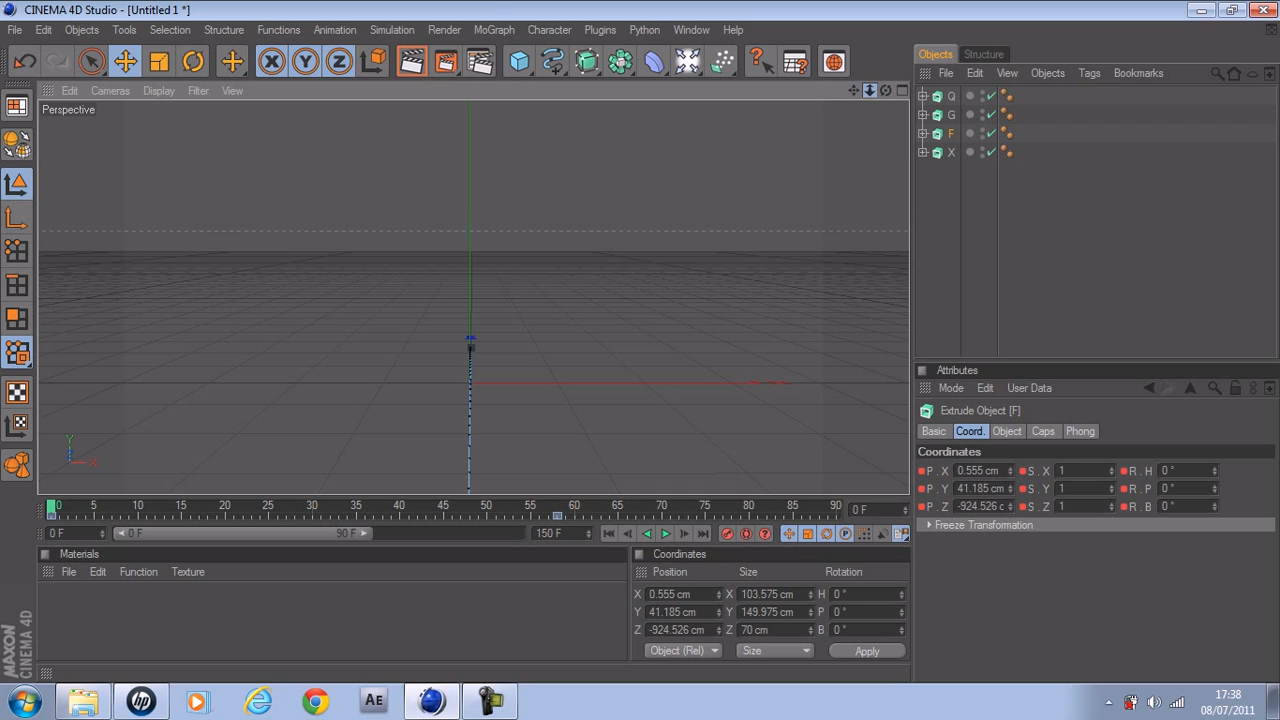 CINEMA 4D Studio - [Untitled 1 *]
File Edit Objects Tools Selection Structure Functions Animation Simulation Render MoGraph Character Plugins Python Window Help
X Y Z
Objects Structure
File Edit View Objects Tags Bookmarks
Edit Cameras Display Filter View
Perspective
Q
G
F
X
Y
X
Attributes
Mode Edit User Data
Extrude Object [F]
Basic Coord. Object Caps Phong
Coordinates
P . X 0.555 cm S . X 1 R . H 0 °
P . Y 41.185 cm S . Y 1 R . P 0 °
P . Z -924.526 c S . Z 1 R . B 0 °
Freeze Transformation
0 5 10 15 20 25 30 35 40 45 50 55 60 65 70 75 80 85 90 0 F
0 F 0 F 90 F 150 F
Materials
File Edit Function Texture
Coordinates
Position Size Rotation
X 0.555 cm X 103.575 cm H 0 °
Y 41.185 cm Y 149.975 cm P 0 °
Z -924.526 cm Z 70 cm B 0 °
Object (Rel) Size Apply
MAXON
CINEMA 4D
hp
AE
17:38
08/07/2011